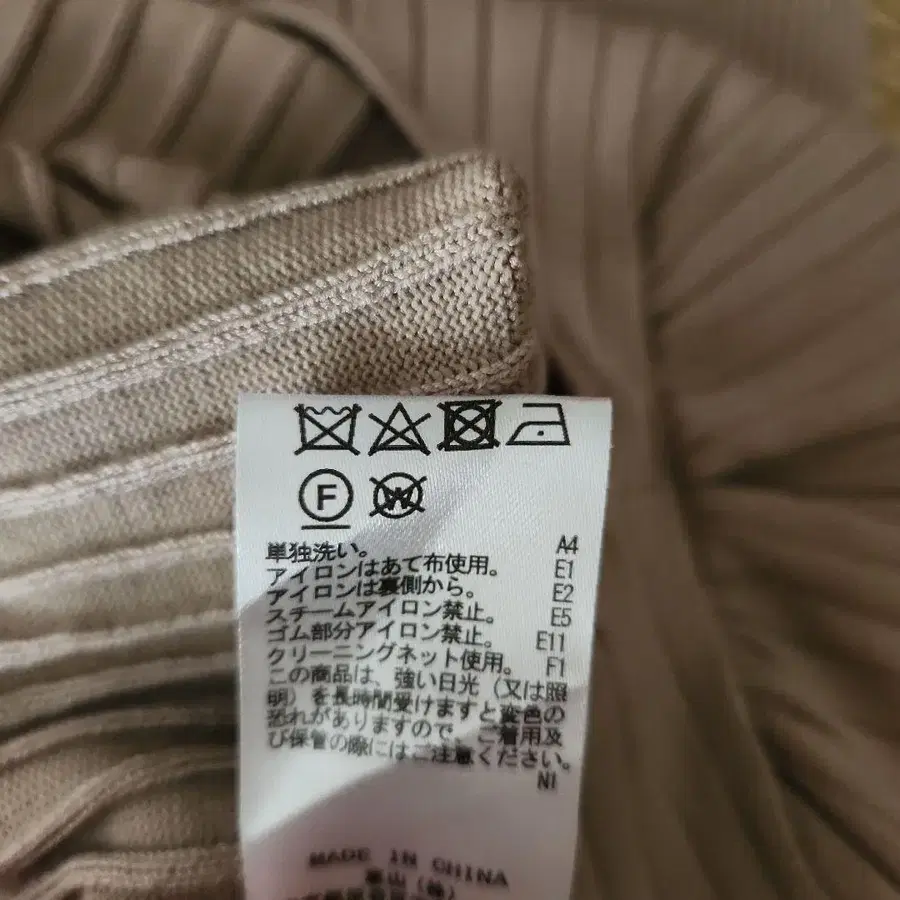 F W
単独洗い。 A4
アイロンはあて布使用。 E1
アイロンは裏側から。 E2
スチームアイロン禁止。 E5
ゴム部分アイロン禁止。 E11
クリーニングネット使用。 F1
この商品は、強い日光（又は照
明）を長時間受けますと変色の
恐れがありますので、ご着用及
び保管の際にはご注意ください。
NI
MADE IN CHINA